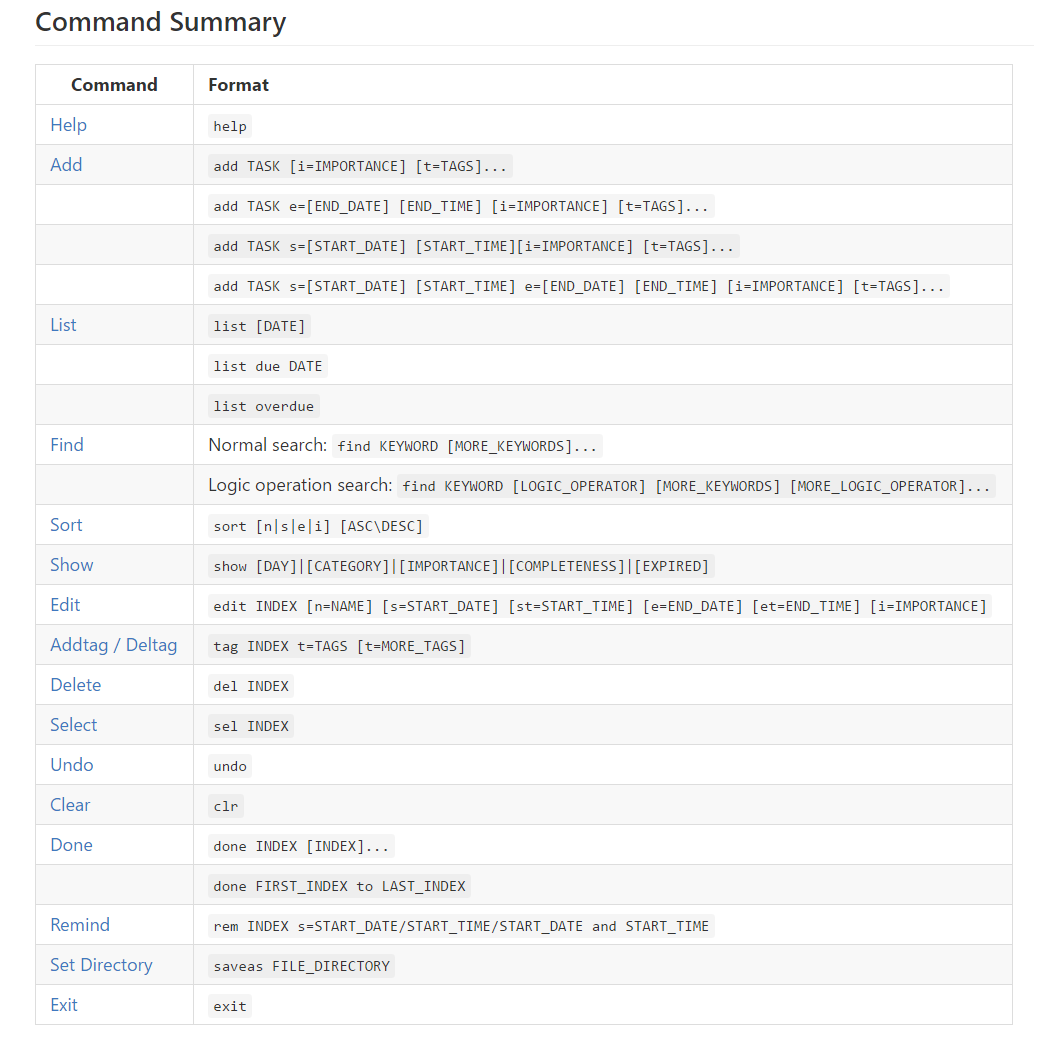 Command Summary
Command Format
Help help
Add add TASK [i=IMPORTANCE] [t=TAGS]...
add TASK e=[END_DATE] [END_TIME] [i=IMPORTANCE] [t=TAGS]...
add TASK s=[START_DATE] [START_TIME][i=IMPORTANCE] [t=TAGS]...
add TASK s=[START_DATE] [START_TIME] e=[END_DATE] [END_TIME] [i=IMPORTANCE] [t=TAGS]...
List list [DATE]
list due DATE
list overdue
Find Normal search: find KEYWORD [MORE_KEYWORDS]...
Logic operation search: find KEYWORD [LOGIC_OPERATOR] [MORE_KEYWORDS] [MORE_LOGIC_OPERATOR]...
Sort sort [n|s|e|i] [ASC\DESC]
Show show [DAY]|[CATEGORY]|[IMPORTANCE]|[COMPLETENESS]|[EXPIRED]
Edit edit INDEX [n=NAME] [s=START_DATE] [st=START_TIME] [e=END_DATE] [et=END_TIME] [i=IMPORTANCE]
Addtag / Deltag tag INDEX t=TAGS [t=MORE_TAGS]
Delete del INDEX
Select sel INDEX
Undo undo
Clear clr
Done done INDEX [INDEX]...
done FIRST_INDEX to LAST_INDEX
Remind rem INDEX s=START_DATE/START_TIME/START_DATE and START_TIME
Set Directory saveas FILE_DIRECTORY
Exit exit